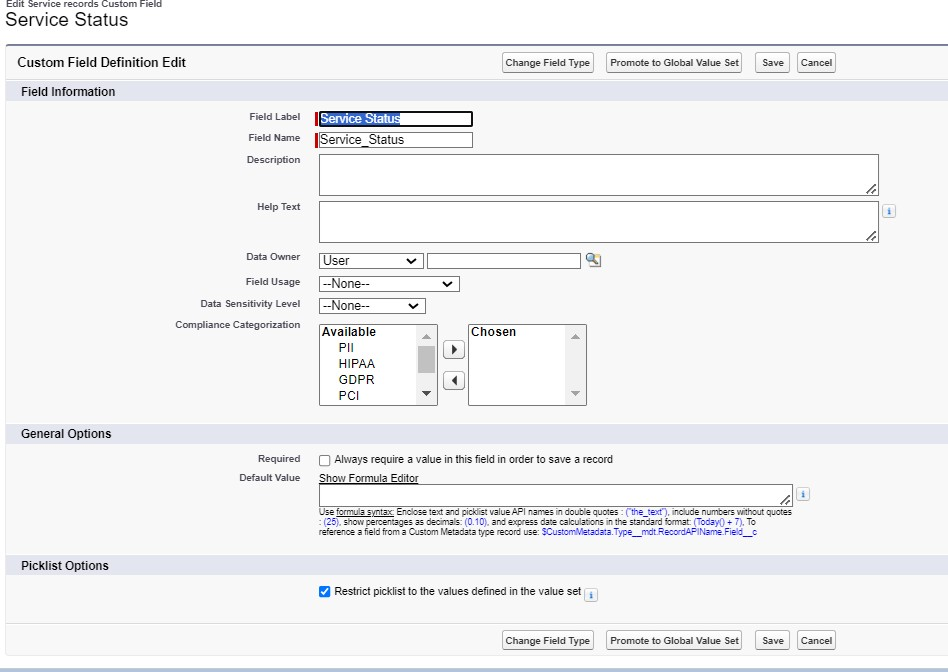 Edit Service records Custom Field
Service Status
Custom Field Definition Edit
Change Field Type
Promote to Global Value Set
Save
Cancel
Field Information
Field Label
Service Status
Field Name
Service_Status
Description
Help Text
Data Owner
User
Field Usage
--None--
Data Sensitivity Level
--None--
Compliance Categorization
Available
PII
HIPAA
GDPR
PCI
Chosen
General Options
Required
Always require a value in this field in order to save a record
Default Value
Show Formula Editor
Use formula syntax: Enclose text and picklist value API names in double quotes : ("the_text"), include numbers without quotes
: (25), show percentages as decimals: (0.10), and express date calculations in the standard format: (Today() + 7), To
reference a field from a Custom Metadata type record use: $CustomMetadata.Type__mdt.RecordAPIName.Field__c
Picklist Options
Restrict picklist to the values defined in the value set
Change Field Type
Promote to Global Value Set
Save
Cancel